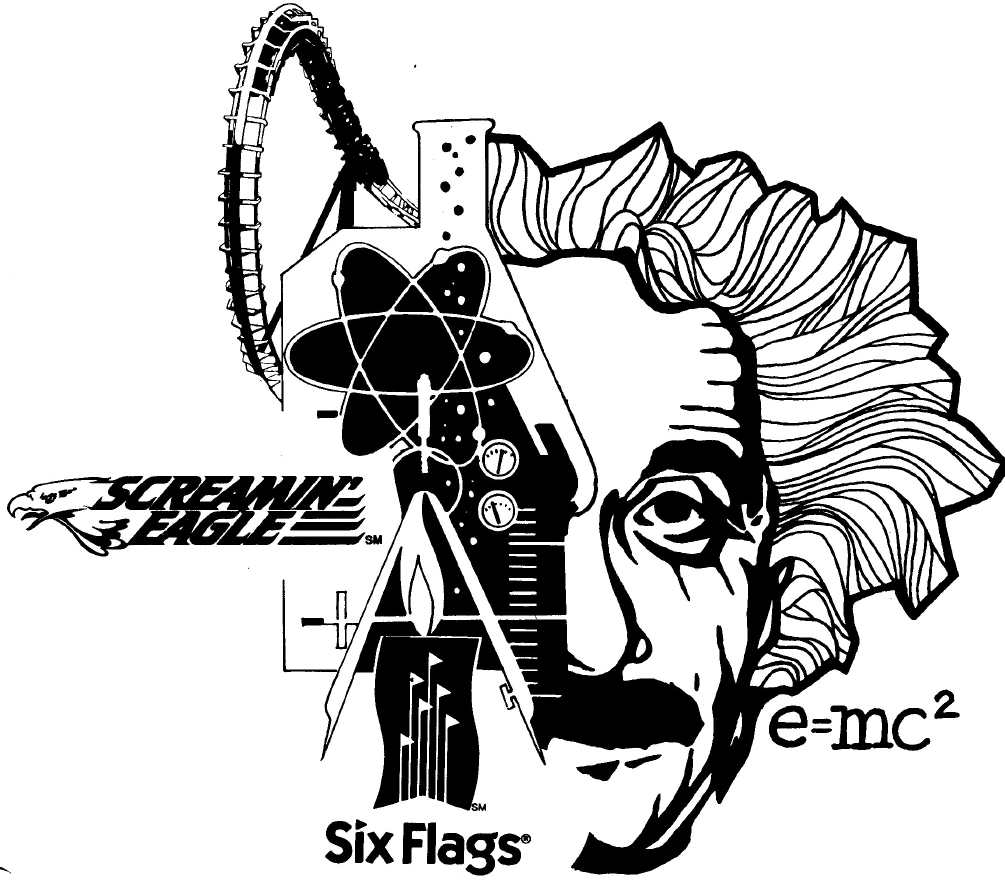 SCREAMIN'
EAGLE SM
e=mc²
SM
Six Flags®